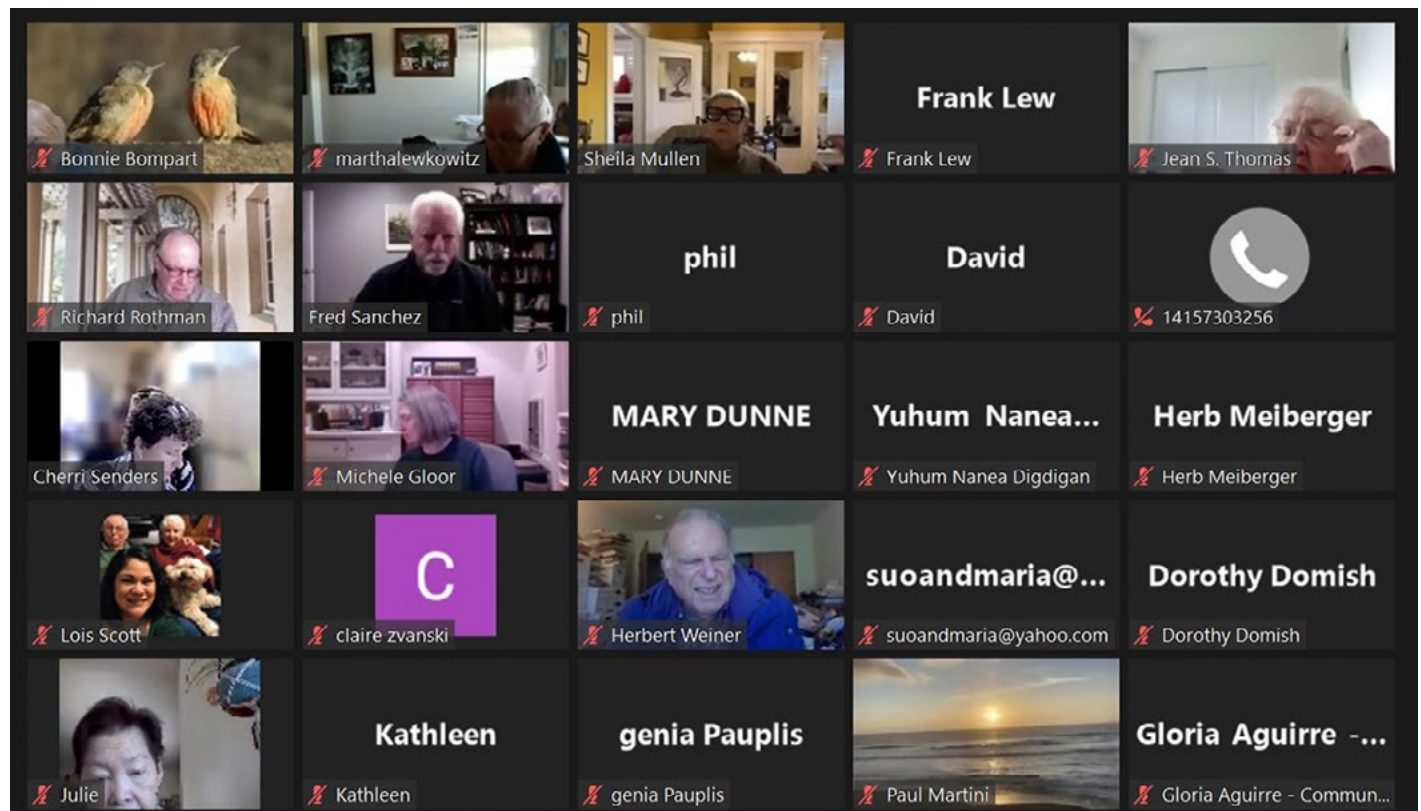 Bonnie Bompart
marthalewkowitz
Sheila Mullen
Frank Lew
Frank Lew
Jean S. Thomas
Richard Rothman
Fred Sanchez
phil
phil
David
David
14157303256
Cherri Senders
Michele Gloor
MARY DUNNE
MARY DUNNE
Yuhum Nanea...
Yuhum Nanea Digdigan
Herb Meiberger
Herb Meiberger
Lois Scott
C
claire zvanski
Herbert Weiner
suoandmaria@...
suoandmaria@yahoo.com
Dorothy Domish
Dorothy Domish
Julie
Kathleen
Kathleen
genia Pauplis
genia Pauplis
Paul Martini
Gloria Aguirre -...
Gloria Aguirre - Commun...